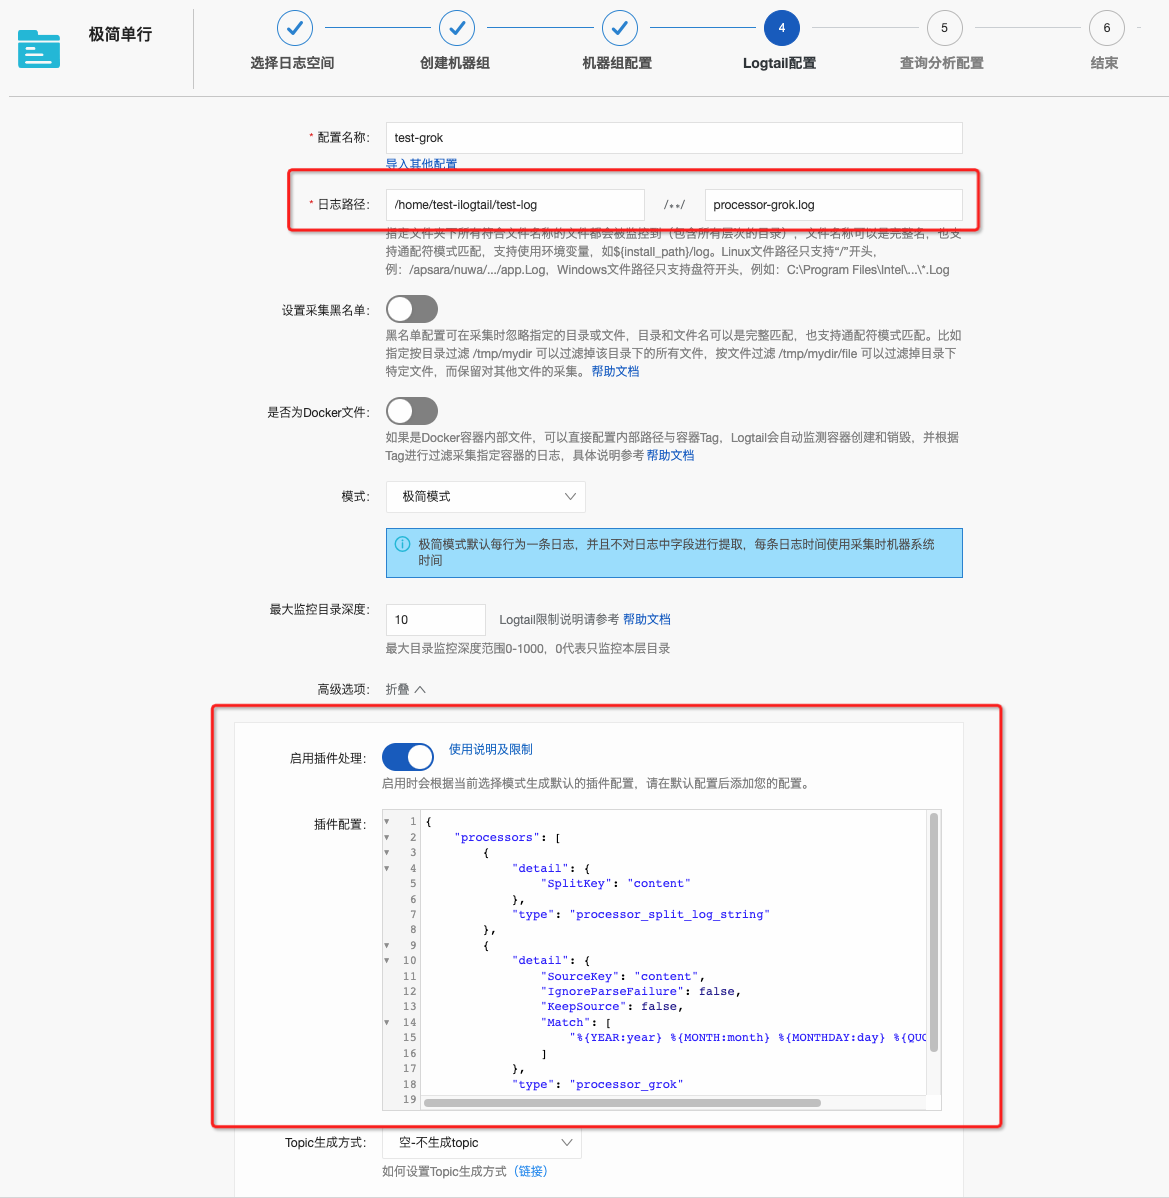 极简单行
4
5
6
选择日志空间
创建机器组
机器组配置
Logtail配置
查询分析配置
结束
* 配置名称:
test-grok
导入其他配置
* 日志路径:
/home/test-ilogtail/test-log
/**/
processor-grok.log
指定文件夹下所有符合文件名称的文件都会被监控到（包含所有层次的目录），文件名称可以是完整名，也支
持通配符模式匹配，支持使用环境变量，如${install_path}/log。Linux文件路径只支持“/”开头，
例：/apsara/nuwa/.../app.Log，Windows文件路径只支持盘符开头，例如：C:\Program Files\Intel\...\*.Log
设置采集黑名单:
黑名单配置可在采集时忽略指定的目录或文件，目录和文件名可以是完整匹配，也支持通配符模式匹配。比如
指定按目录过滤 /tmp/mydir 可以过滤掉该目录下的所有文件，按文件过滤 /tmp/mydir/file 可以过滤掉目录下
特定文件，而保留对其他文件的采集。 帮助文档
是否为Docker文件:
如果是Docker容器内部文件，可以直接配置内部路径与容器Tag，Logtail会自动监测容器创建和销毁，并根据
Tag进行过滤采集指定容器的日志，具体说明参考 帮助文档
模式:
极简模式
极简模式默认每行为一条日志，并且不对日志中字段进行提取，每条日志时间使用采集时机器系统
时间
最大监控目录深度:
10
Logtail限制说明请参考 帮助文档
最大目录监控深度范围0-1000，0代表只监控本层目录
高级选项:
折叠
启用插件处理:
使用说明及限制
启用时会根据当前选择模式生成默认的插件配置，请在默认配置后添加您的配置。
插件配置:
1 {
2 "processors": [
3 {
4 "detail": {
5 "SplitKey": "content"
6 },
7 "type": "processor_split_log_string"
8 },
9 {
10 "detail": {
11 "SourceKey": "content",
12 "IgnoreParseFailure": false,
13 "KeepSource": false,
14 "Match": [
15 "%{YEAR:year} %{MONTH:month} %{MONTHDAY:day} %{QUO
16 ]
17 },
18 "type": "processor_grok"
19
Topic生成方式:
空-不生成topic
如何设置Topic生成方式（链接）